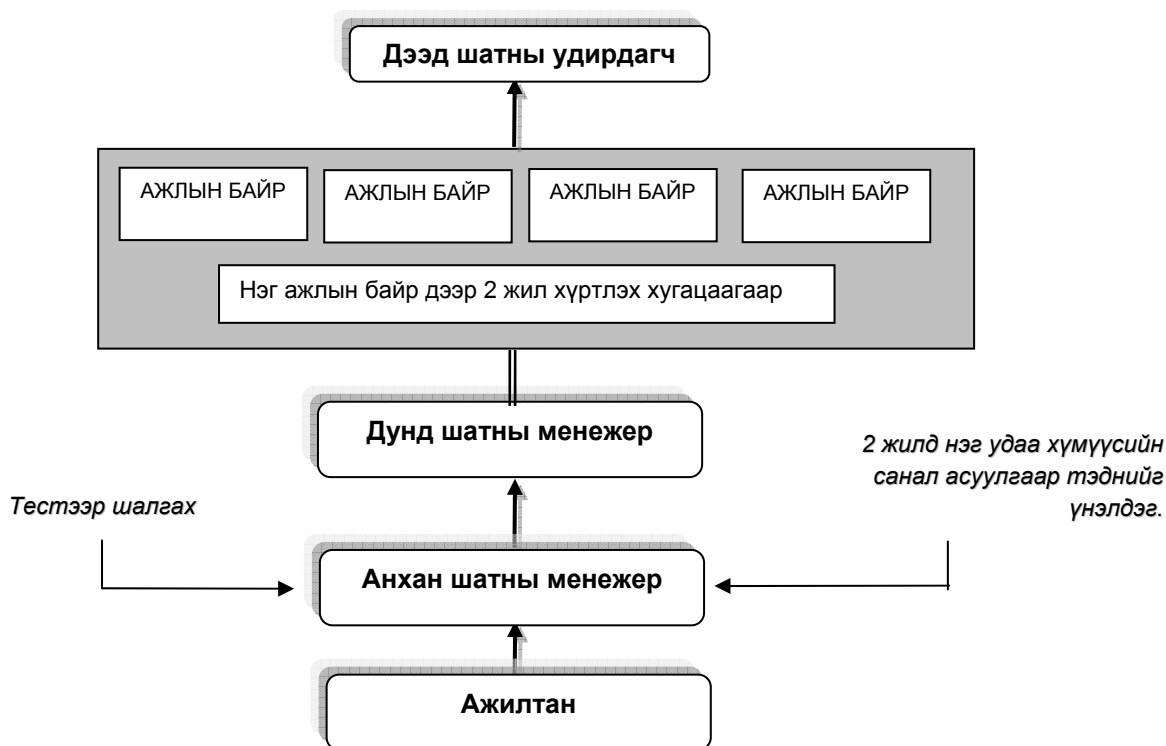 Дээд шатны удирдагч
АЖЛЫН БАЙР
АЖЛЫН БАЙР
АЖЛЫН БАЙР
АЖЛЫН БАЙР
Нэг ажлын байр дээр 2 жил хүртлэх хугацаагаар
Дунд шатны менежер
2 жилд нэг удаа хүмүүсийн
санал асуулгаар тэднийг
үнэлдэг.
Тестээр шалгах
Анхан шатны менежер
Ажилтан